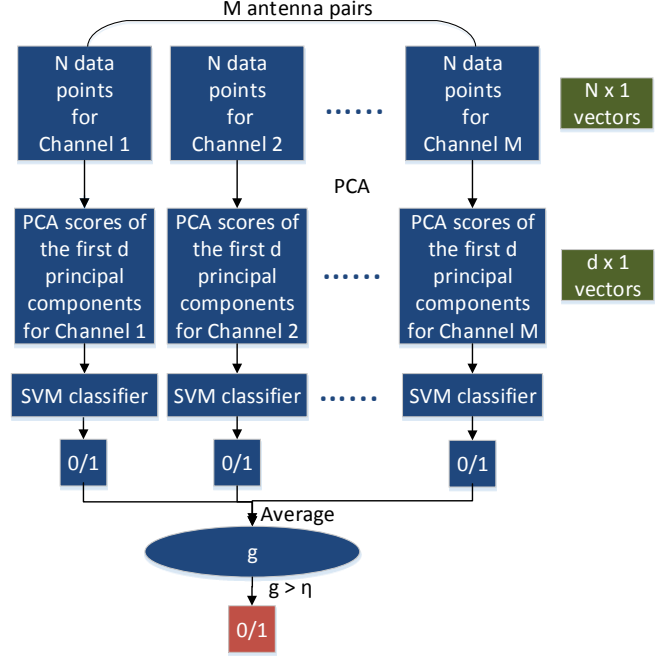 M antenna pairs
N data
points
for
Channel 1
N data
points
for
Channel 2
......
N data
points
for
Channel M
N x 1
vectors
PCA
PCA scores of
the first d
principal
components
for Channel 1
PCA scores of
the first d
principal
components
for Channel 2
......
PCA scores of
the first d
principal
components
for Channel M
d x 1
vectors
SVM classifier
SVM classifier
......
SVM classifier
0/1
0/1
0/1
Average
g
g > η
0/1